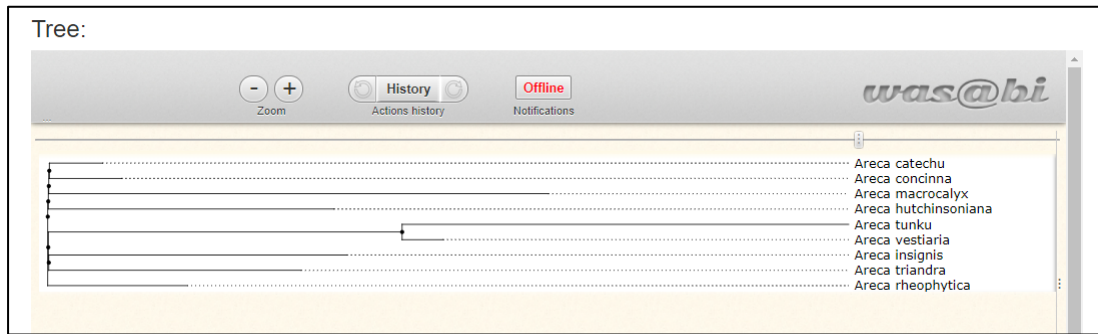 Tree:
- +
History
Offline
was@bi
Zoom
Actions history
Notifications
...
Areca catechu
Areca concinna
Areca macrocalyx
Areca hutchinsoniana
Areca tunku
Areca vestiaria
Areca insignis
Areca triandra
Areca rheophytica